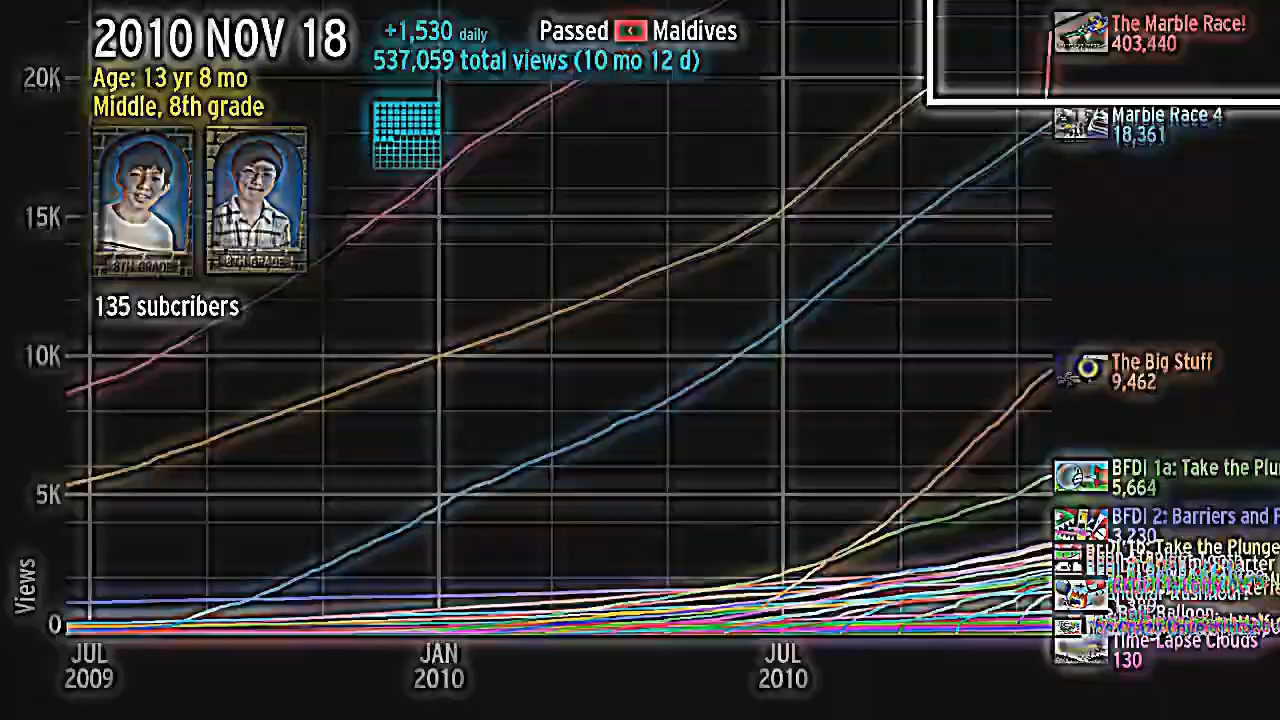 2010 NOV 18
+1,530 daily
Passed Maldives
537,059 total views (10 mo 12 d)
Age: 13 yr 8 mo
Middle, 8th grade
8TH GRADE
8TH GRADE
135 subcribers
20K
15K
10K
5K
0
Views
JUL
2009
JAN
2010
JUL
2010
The Marble Race!
403,440
Marble Race 4
18,361
The Big Stuff
9,462
BFDI 1a: Take the Plu
5,664
BFDI 2: Barriers and P
3,230
BFDI 1b: Take the Plunge
Time-Lapse Clouds
130